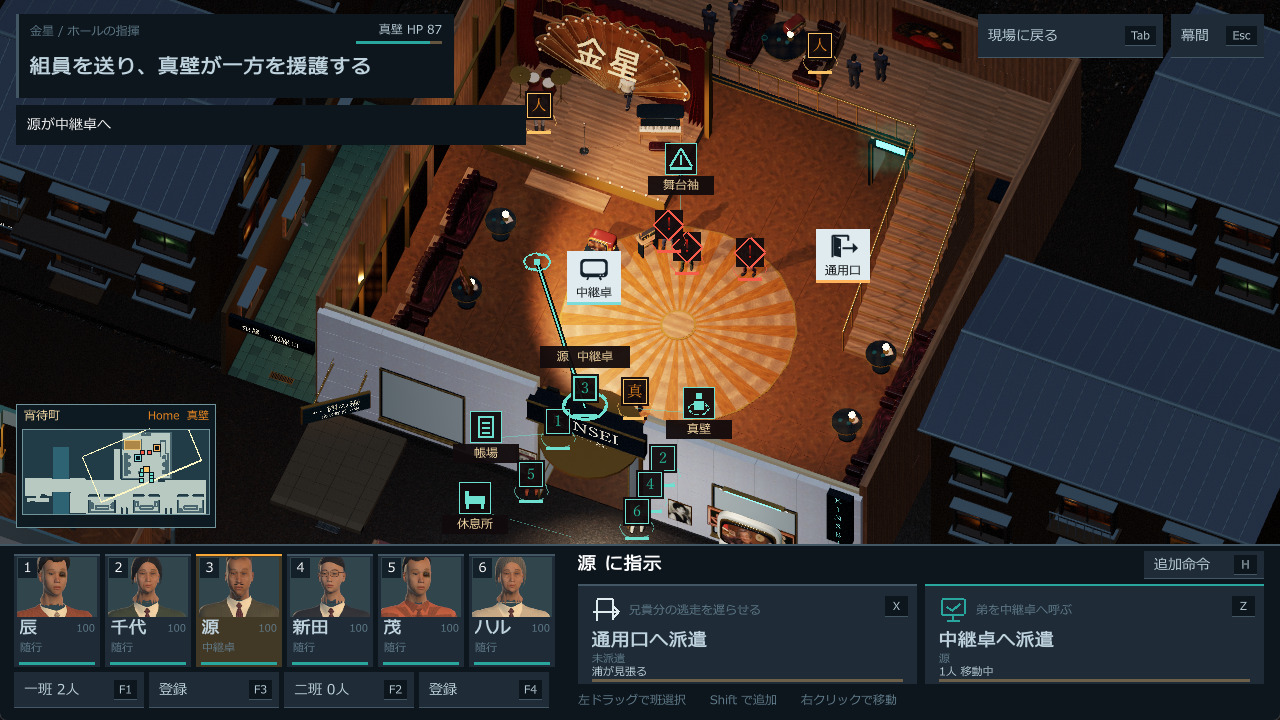 金星 / ホールの指揮
真壁 HP 87
組員を送り、真壁が一方を援護する
源が中継卓へ
現場に戻る Tab
幕間 Esc
金星
人
人
舞台袖
中継卓
通用口
源 中継卓
3
真
1
NSEI
真壁
帳場
2
5
4
休息所
6
宵待町
Home 真壁
1
辰 100
随行
2
千代 100
随行
3
源 100
中継卓
4
新田 100
随行
5
茂 100
随行
6
ハル 100
随行
一班 2人 F1
登録 F3
二班 0人 F2
登録 F4
源 に指示
追加命令 H
兄貴分の逃走を遅らせる X
通用口へ派遣
未派遣
浦が見張る
弟を中継卓へ呼ぶ Z
中継卓へ派遣
源
1人 移動中
左ドラッグで班選択 Shift で追加 右クリックで移動